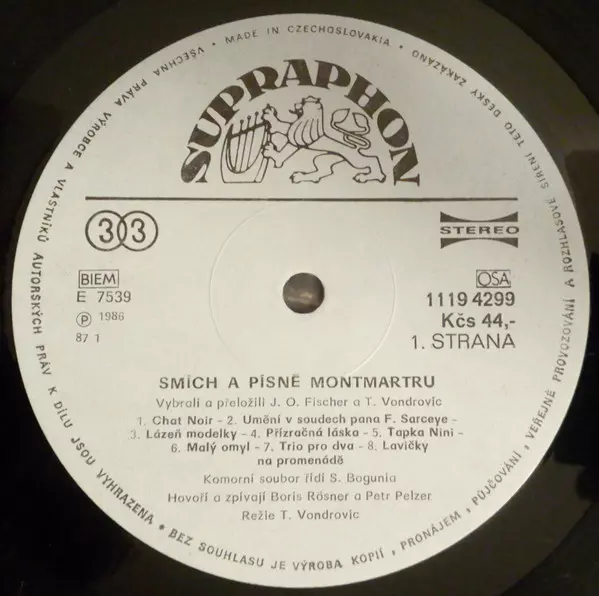 MADE IN CZECHOSLOVAKIA • VŠECHNA PRÁVA VÝROBCE A VLASTNÍKŮ AUTORSKÝCH PRÁV K DÍLU JSOU VYHRAZENA * BEZ SOUHLASU JE VÝROBA KOPIÍ, PRONÁJEM, PŮJČOVÁNÍ, VEŘEJNÉ PROVOZOVÁNÍ A ROZHLASOVÉ ŠÍŘENÍ TÉTO DESKY ZAKÁZÁNO •
SUPRAPHON
33
STEREO
BIEM
E 7539
Ⓟ 1986
87 1
OSA
1119 4299
Kčs 44,-
1. STRANA
SMÍCH A PÍSNĚ MONTMARTRU
Vybrali a přeložili J. O. Fischer a T. Vondrovic
1. Chat Noir - 2. Umění v soudech pana F. Sarceye -
3. Lázeň modelky - 4. Přízračná láska - 5. Tapka Nini -
6. Malý omyl - 7. Trio pro dva - 8. Lavičky
na promenádě
Komorní soubor řídí S. Bogunia
Hovoří a zpívají Boris Rösner a Petr Pelzer
Režie T. Vondrovic